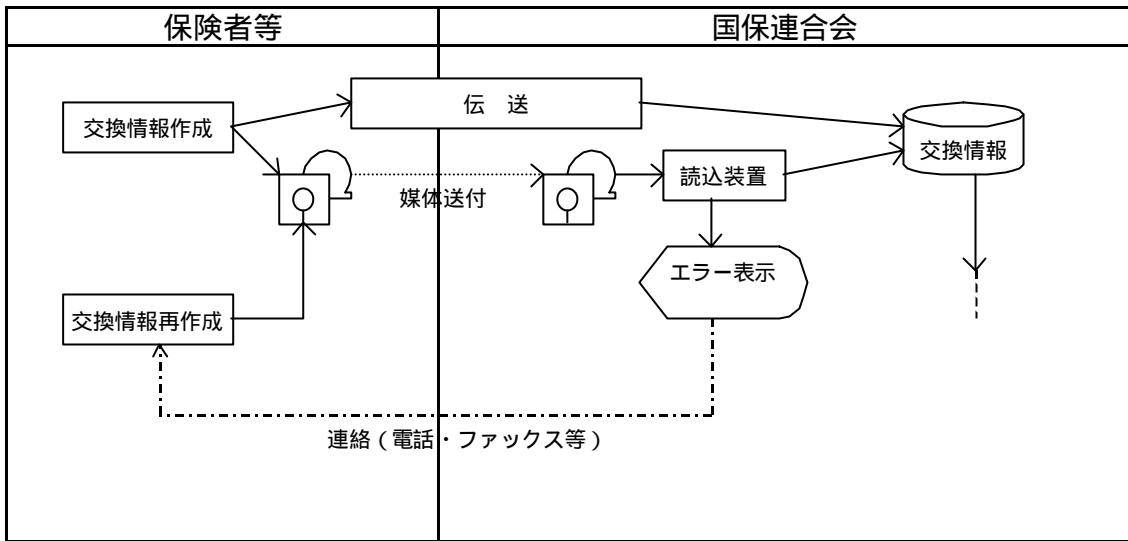 保険者等
国保連合会
伝　送
交換情報作成
交換情報
読込装置
媒体送付
エラー表示
交換情報再作成
連絡（電話・ファックス等）